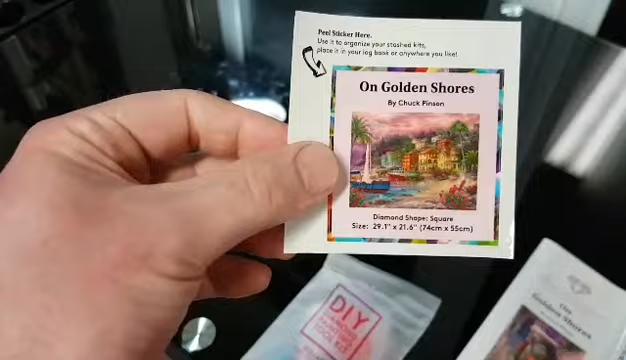 Peel Sticker Here.
Use it to organize your stashed kits,
place it in your log book or anywhere you like!
On Golden Shores
By Chuck Pinson
Diamond Shape: Square
Size: 29.1" x 21.6" (74cm x 55cm)
DIY
On
Golden Shores